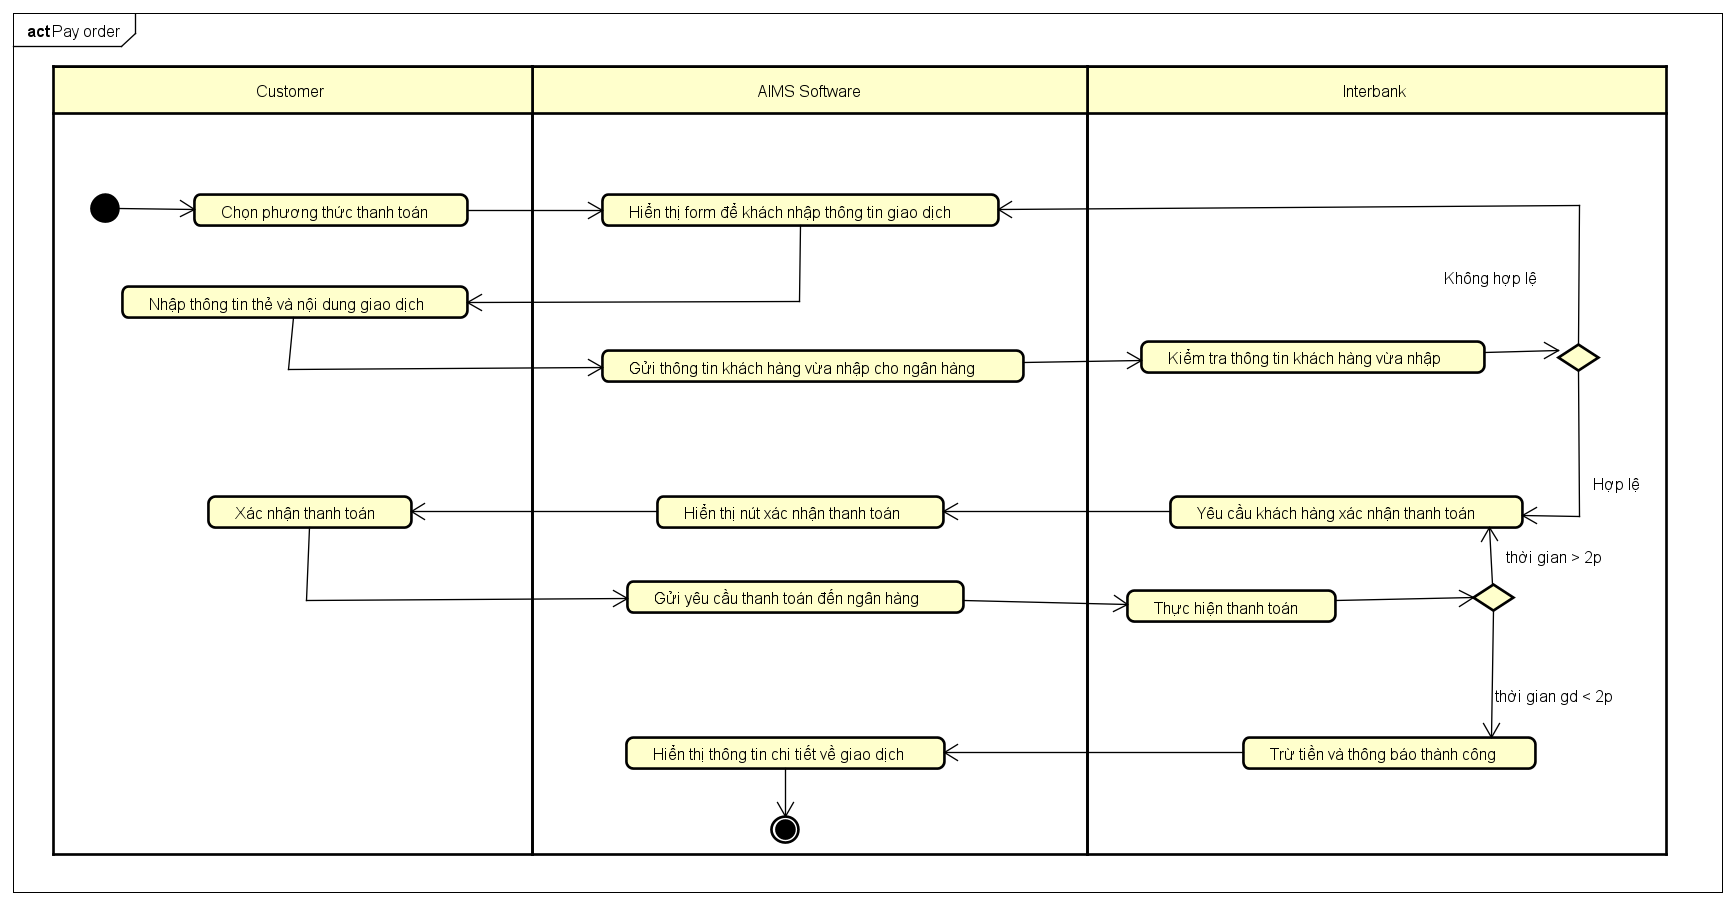 act Pay order
Customer
AIMS Software
Interbank
Chọn phương thức thanh toán
Hiển thị form để khách nhập thông tin giao dịch
Không hợp lệ
Nhập thông tin thẻ và nội dung giao dịch
Gửi thông tin khách hàng vừa nhập cho ngân hàng
Kiểm tra thông tin khách hàng vừa nhập
Hợp lệ
Xác nhận thanh toán
Hiển thị nút xác nhận thanh toán
Yêu cầu khách hàng xác nhận thanh toán
thời gian > 2p
Gửi yêu cầu thanh toán đến ngân hàng
Thực hiện thanh toán
thời gian gd < 2p
Hiển thị thông tin chi tiết về giao dịch
Trừ tiền và thông báo thành công